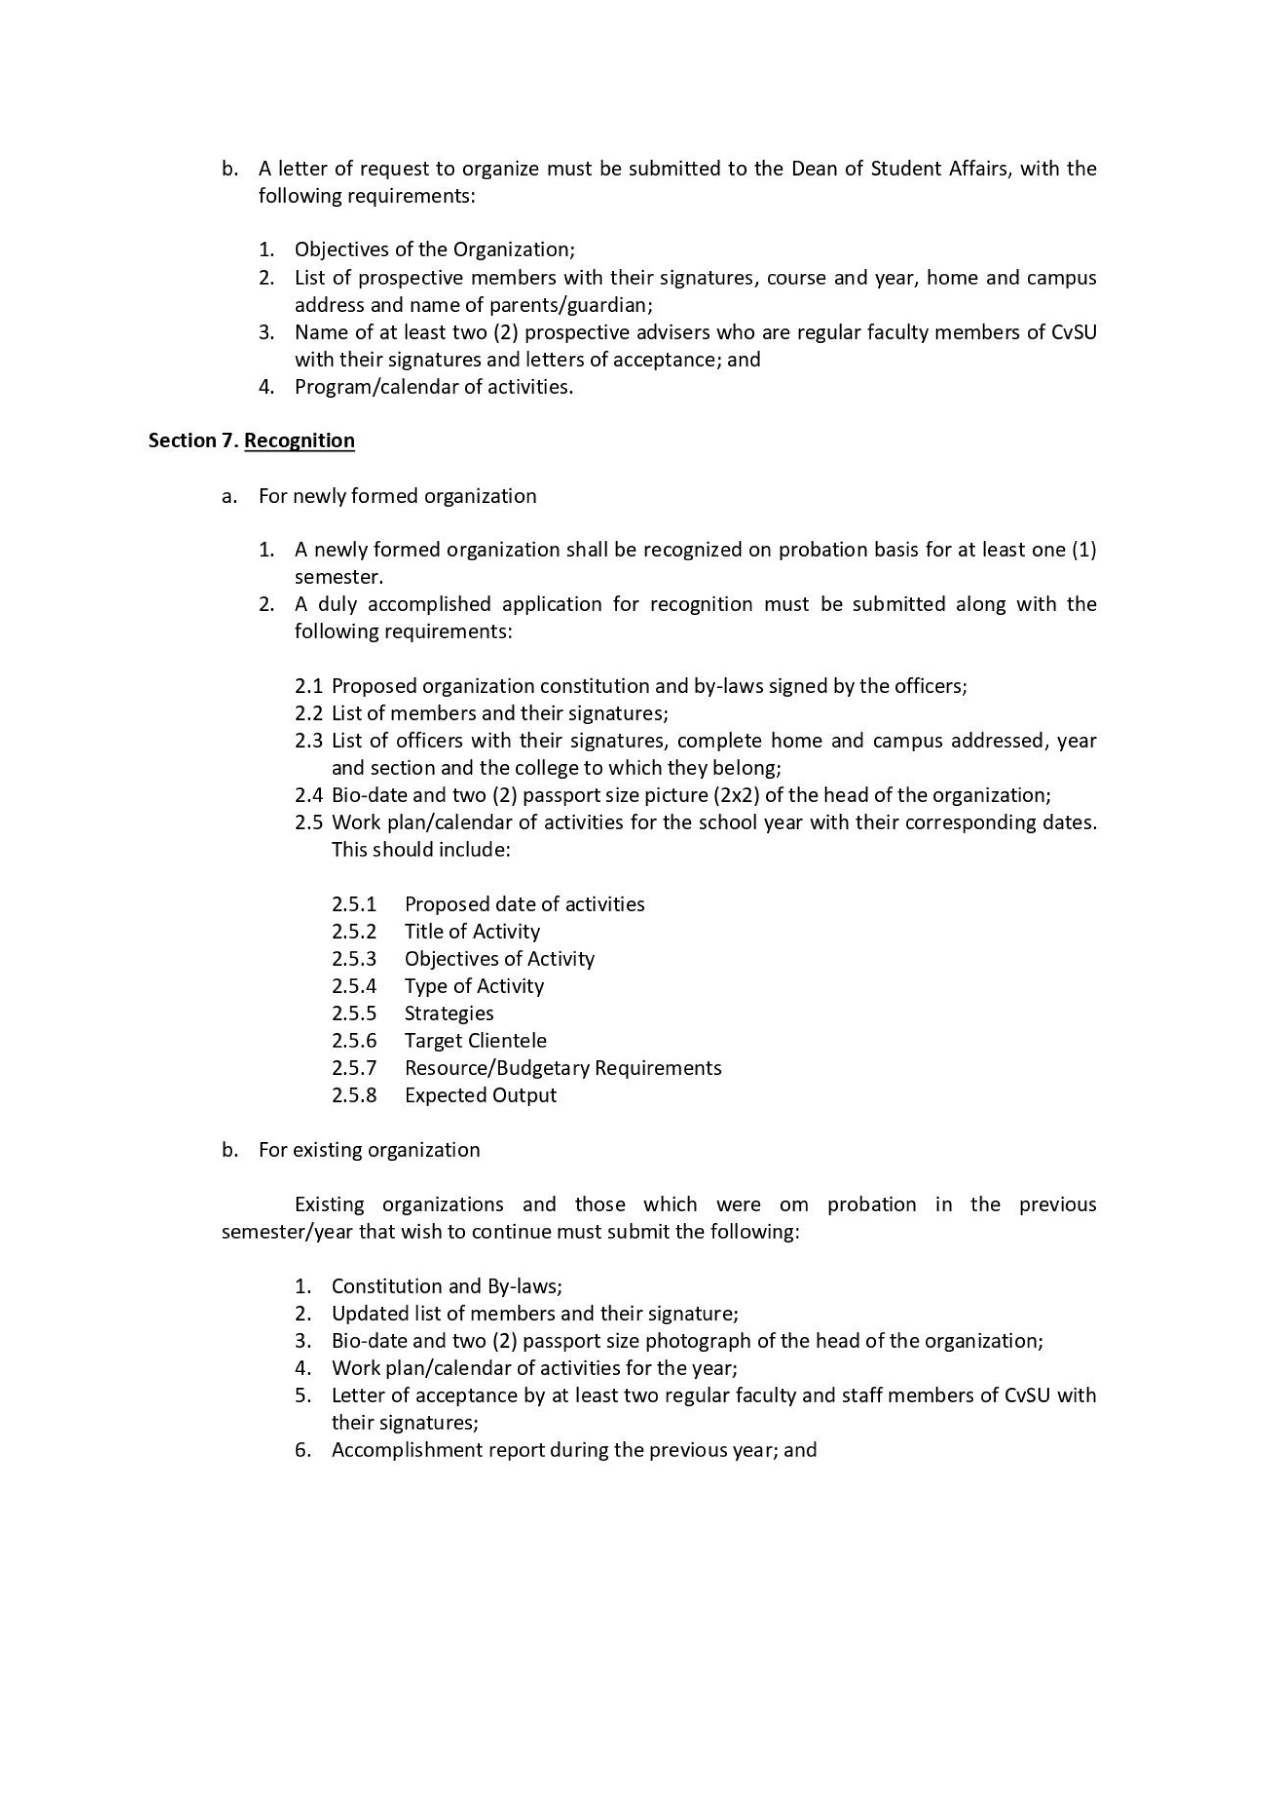 b. A letter of request to organize must be submitted to the Dean of Student Affairs, with the
following requirements:
1. Objectives of the Organization;
2. List of prospective members with their signatures, course and year, home and campus
address and name of parents/guardian;
3. Name of at least two (2) prospective advisers who are regular faculty members of CvSU
with their signatures and letters of acceptance; and
4. Program/calendar of activities.
Section 7. Recognition
a. For newly formed organization
1. A newly formed organization shall be recognized on probation basis for at least one (1)
semester.
2. A duly accomplished application for recognition must be submitted along with the
following requirements:
2.1 Proposed organization constitution and by-laws signed by the officers;
2.2 List of members and their signatures;
2.3 List of officers with their signatures, complete home and campus addressed, year
and section and the college to which they belong;
2.4 Bio-date and two (2) passport size picture (2x2) of the head of the organization;
2.5 Work plan/calendar of activities for the school year with their corresponding dates.
This should include:
2.5.1 Proposed date of activities
2.5.2 Title of Activity
2.5.3 Objectives of Activity
2.5.4 Type of Activity
2.5.5 Strategies
2.5.6 Target Clientele
2.5.7 Resource/Budgetary Requirements
2.5.8 Expected Output
b. For existing organization
Existing organizations and those which were om probation in the previous
semester/year that wish to continue must submit the following:
1. Constitution and By-laws;
2. Updated list of members and their signature;
3. Bio-date and two (2) passport size photograph of the head of the organization;
4. Work plan/calendar of activities for the year;
5. Letter of acceptance by at least two regular faculty and staff members of CvSU with
their signatures;
6. Accomplishment report during the previous year; and